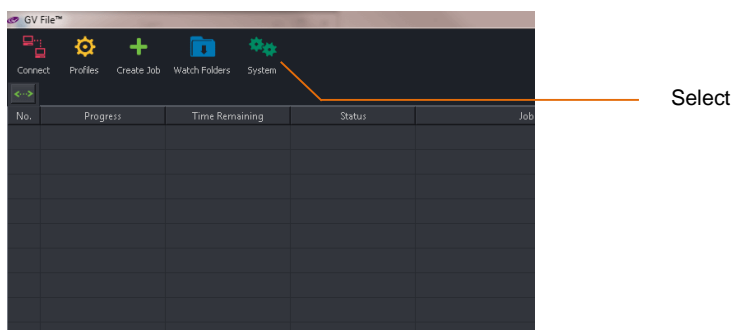 GV File™
Connect Profiles Create Job Watch Folders System
<-->
Select
No. Progress Time Remaining Status Job